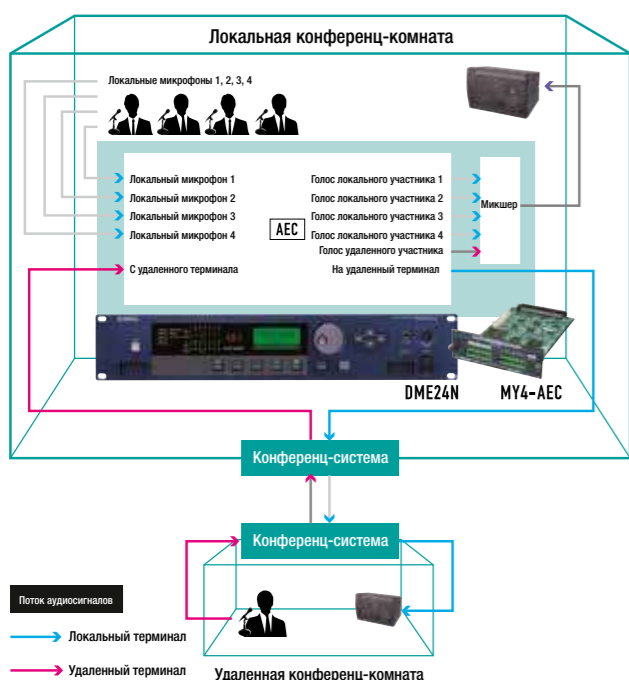 Локальная конференц-комната
Локальные микрофоны 1, 2, 3, 4
Локальный микрофон 1
Локальный микрофон 2
Локальный микрофон 3
Локальный микрофон 4
С удаленного терминала
AEC
Голос локального участника 1
Голос локального участника 2
Голос локального участника 3
Голос локального участника 4
Голос удаленного участника
На удаленный терминал
Микшер
DME24N
MY4-AEC
Конференц-система
Конференц-система
Поток аудиосигналов
Локальный терминал
Удаленный терминал
Удаленная конференц-комната